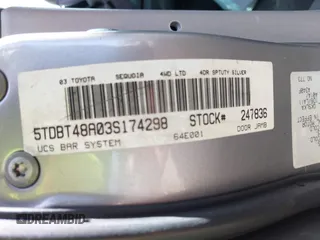 03 TOYOTA SEQUOIA 4WD LTD 4DR SPTUTY SILVER
5TDBT48A03S174298 STOCK# 247836
UCS BAR SYSTEM 64E001 DOOR JAMB
DREAMBID